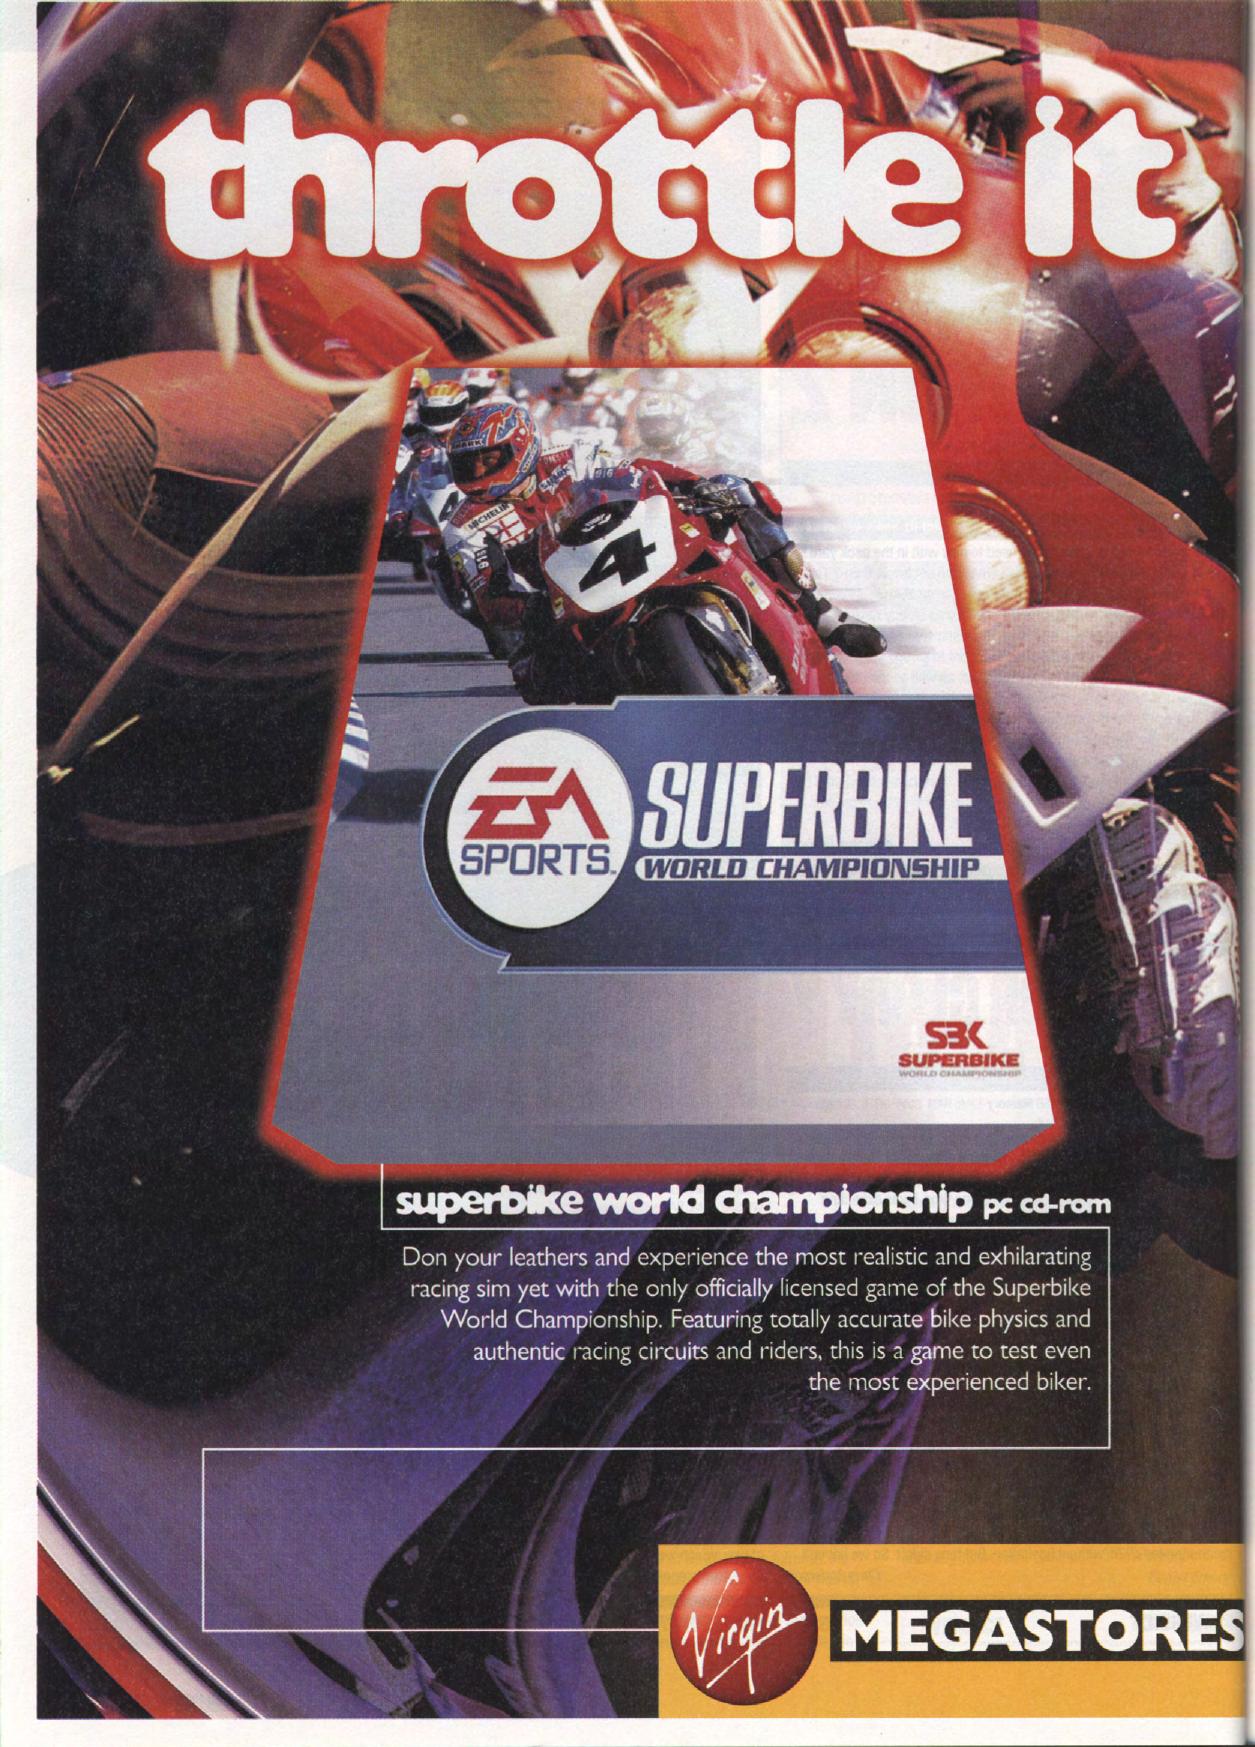 throttle it
MARK
MICHELIN
4
EA
SPORTS
SUPERBIKE
WORLD CHAMPIONSHIP
SBK
SUPERBIKE
WORLD CHAMPIONSHIP
superbike world championship pc cd-rom
Don your leathers and experience the most realistic and exhilarating
racing sim yet with the only officially licensed game of the Superbike
World Championship. Featuring totally accurate bike physics and
authentic racing circuits and riders, this is a game to test even
the most experienced biker.
Virgin
MEGASTORES